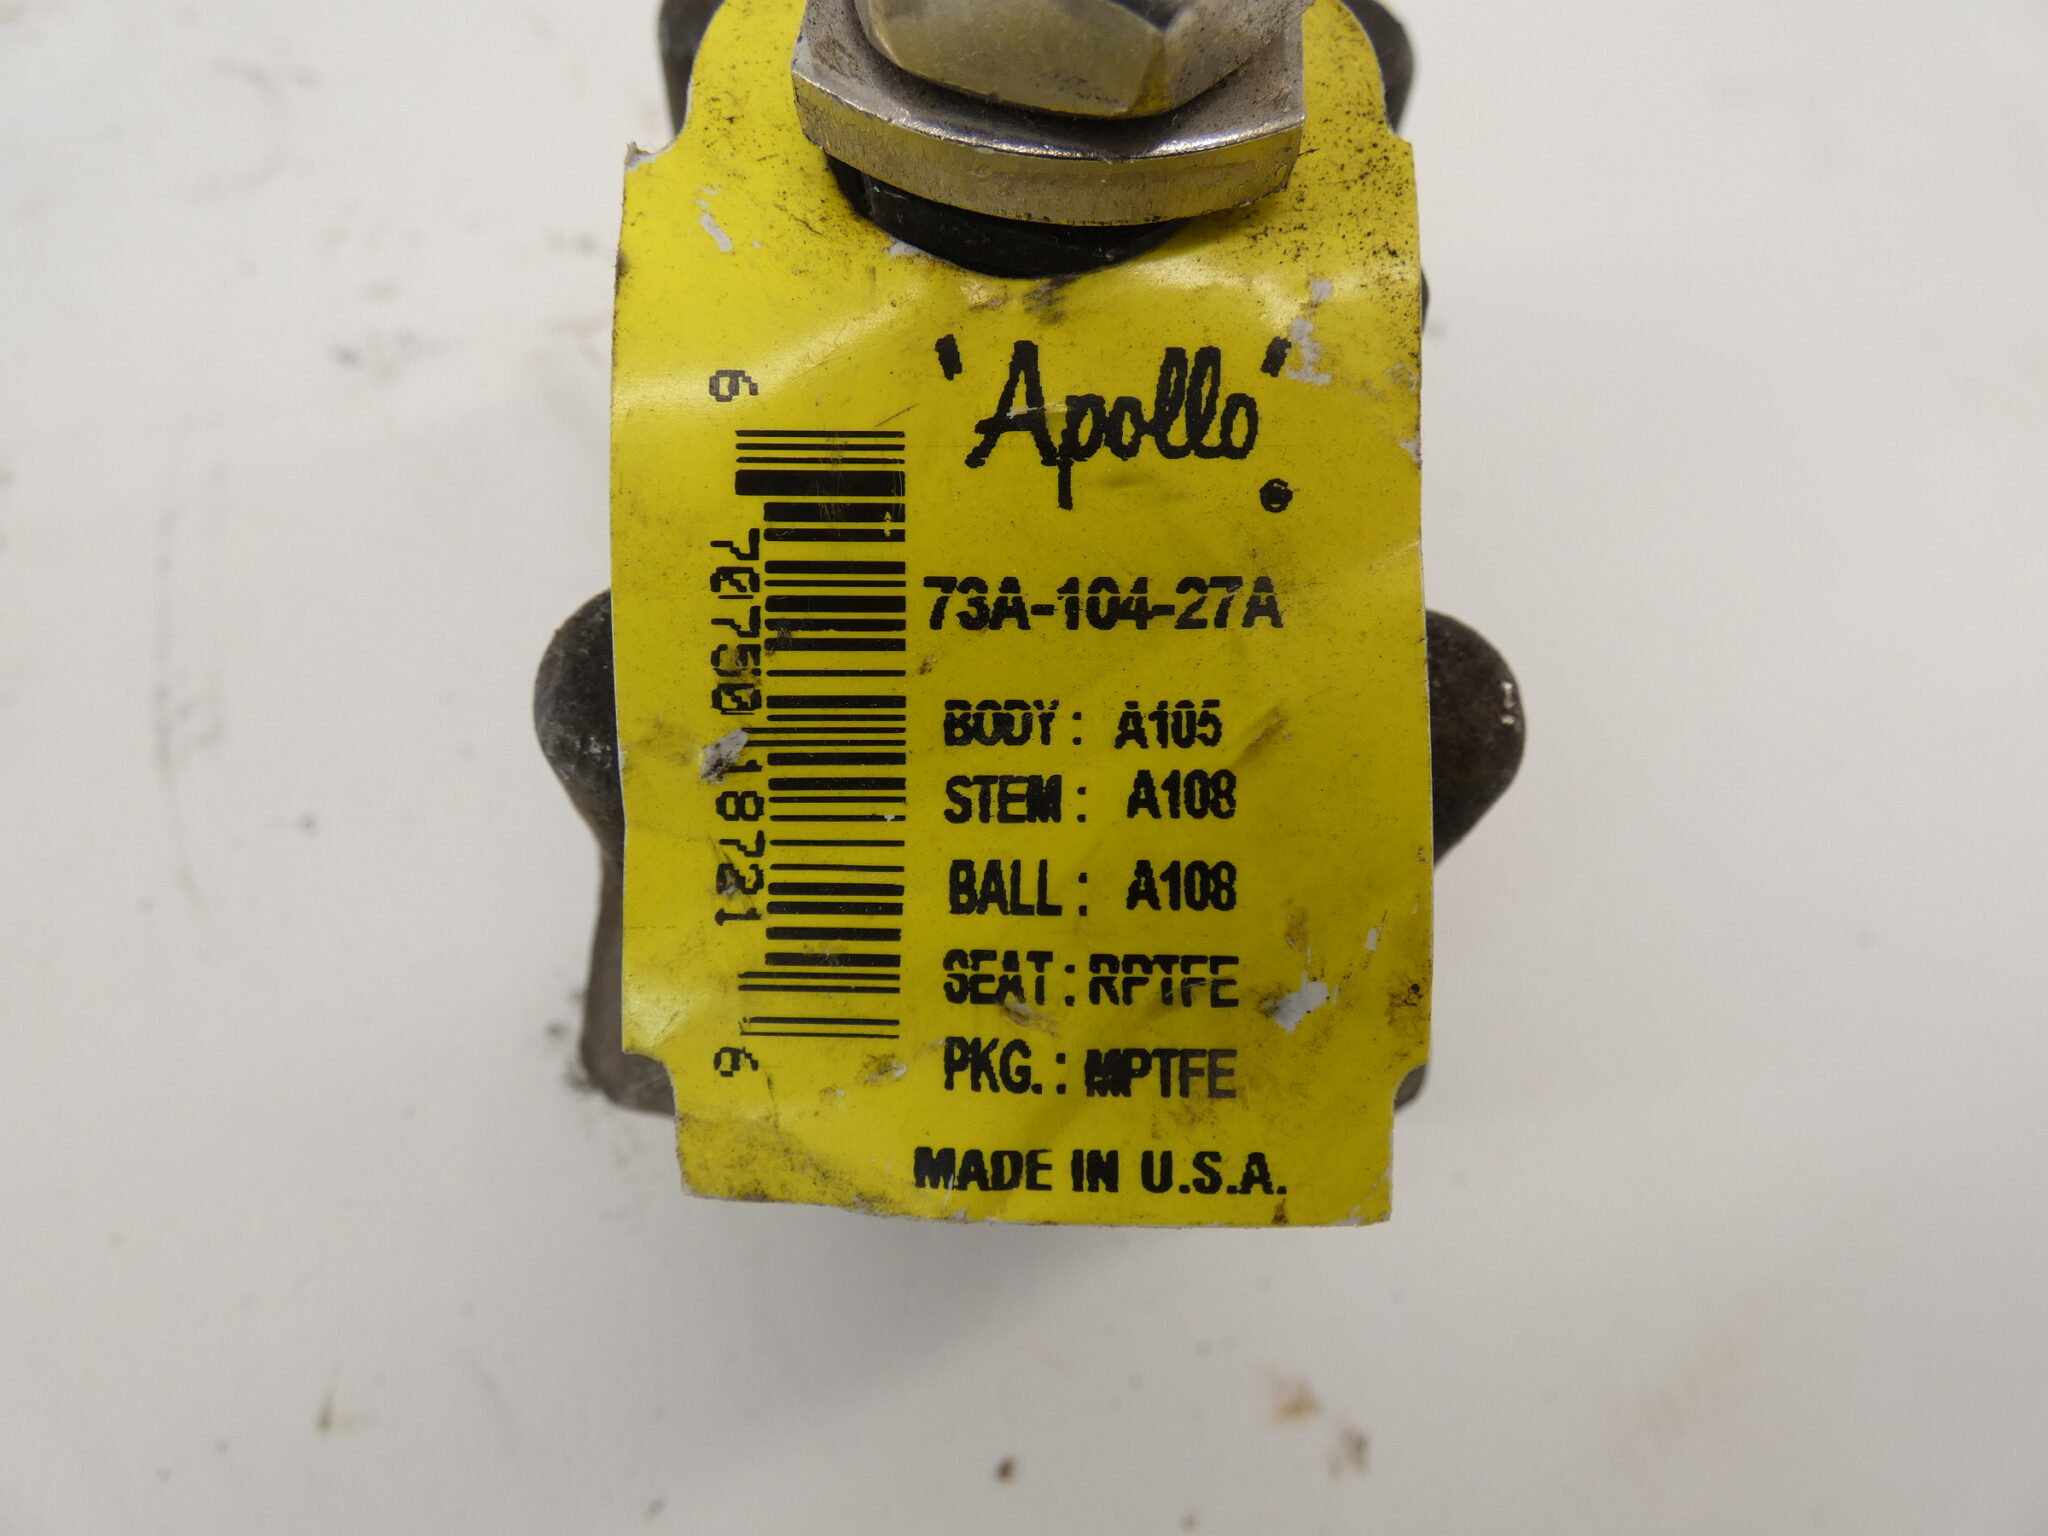 'Apollo'®
73A-104-27A
BODY: A105
STEM: A108
BALL: A108
SEAT: RPTFE
PKG.: MPTFE
MADE IN U.S.A.
6 70750 18721 6